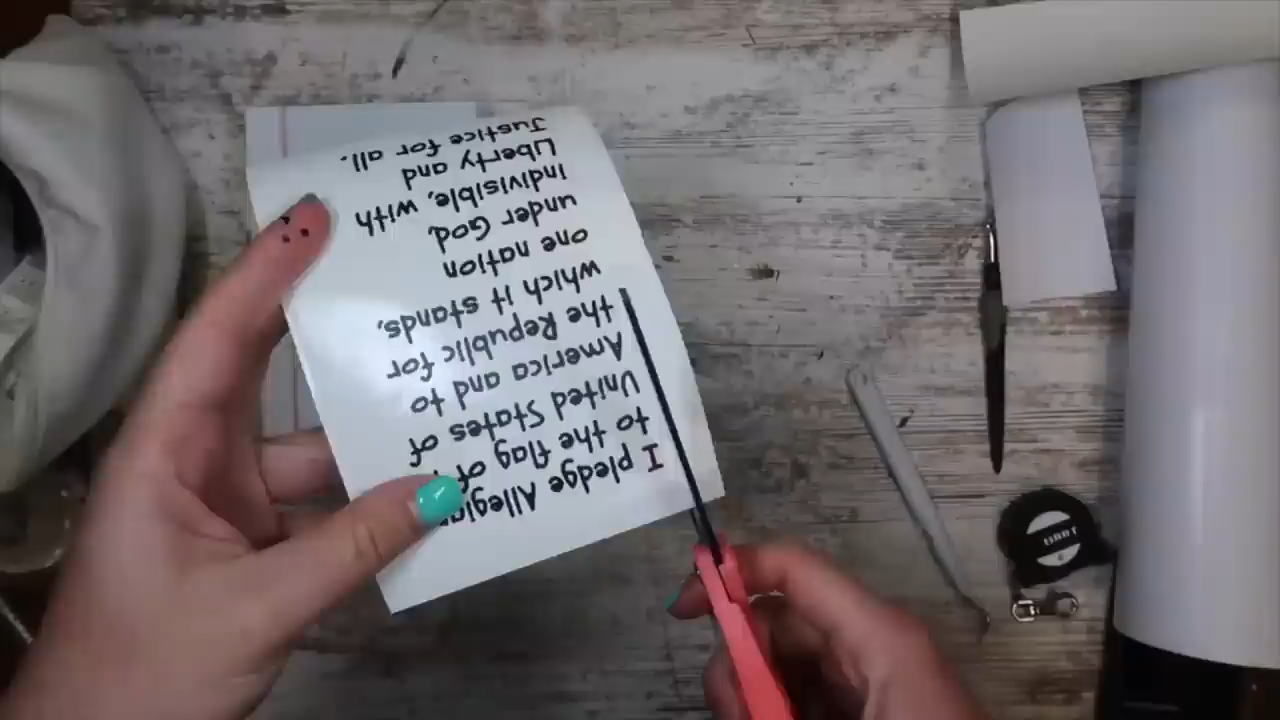 I pledge Allegian
to the flag of
United States of
America and to
the Republic for
which it stands,
one nation
under God,
Indivisible, with
Liberty and
Justice for all.